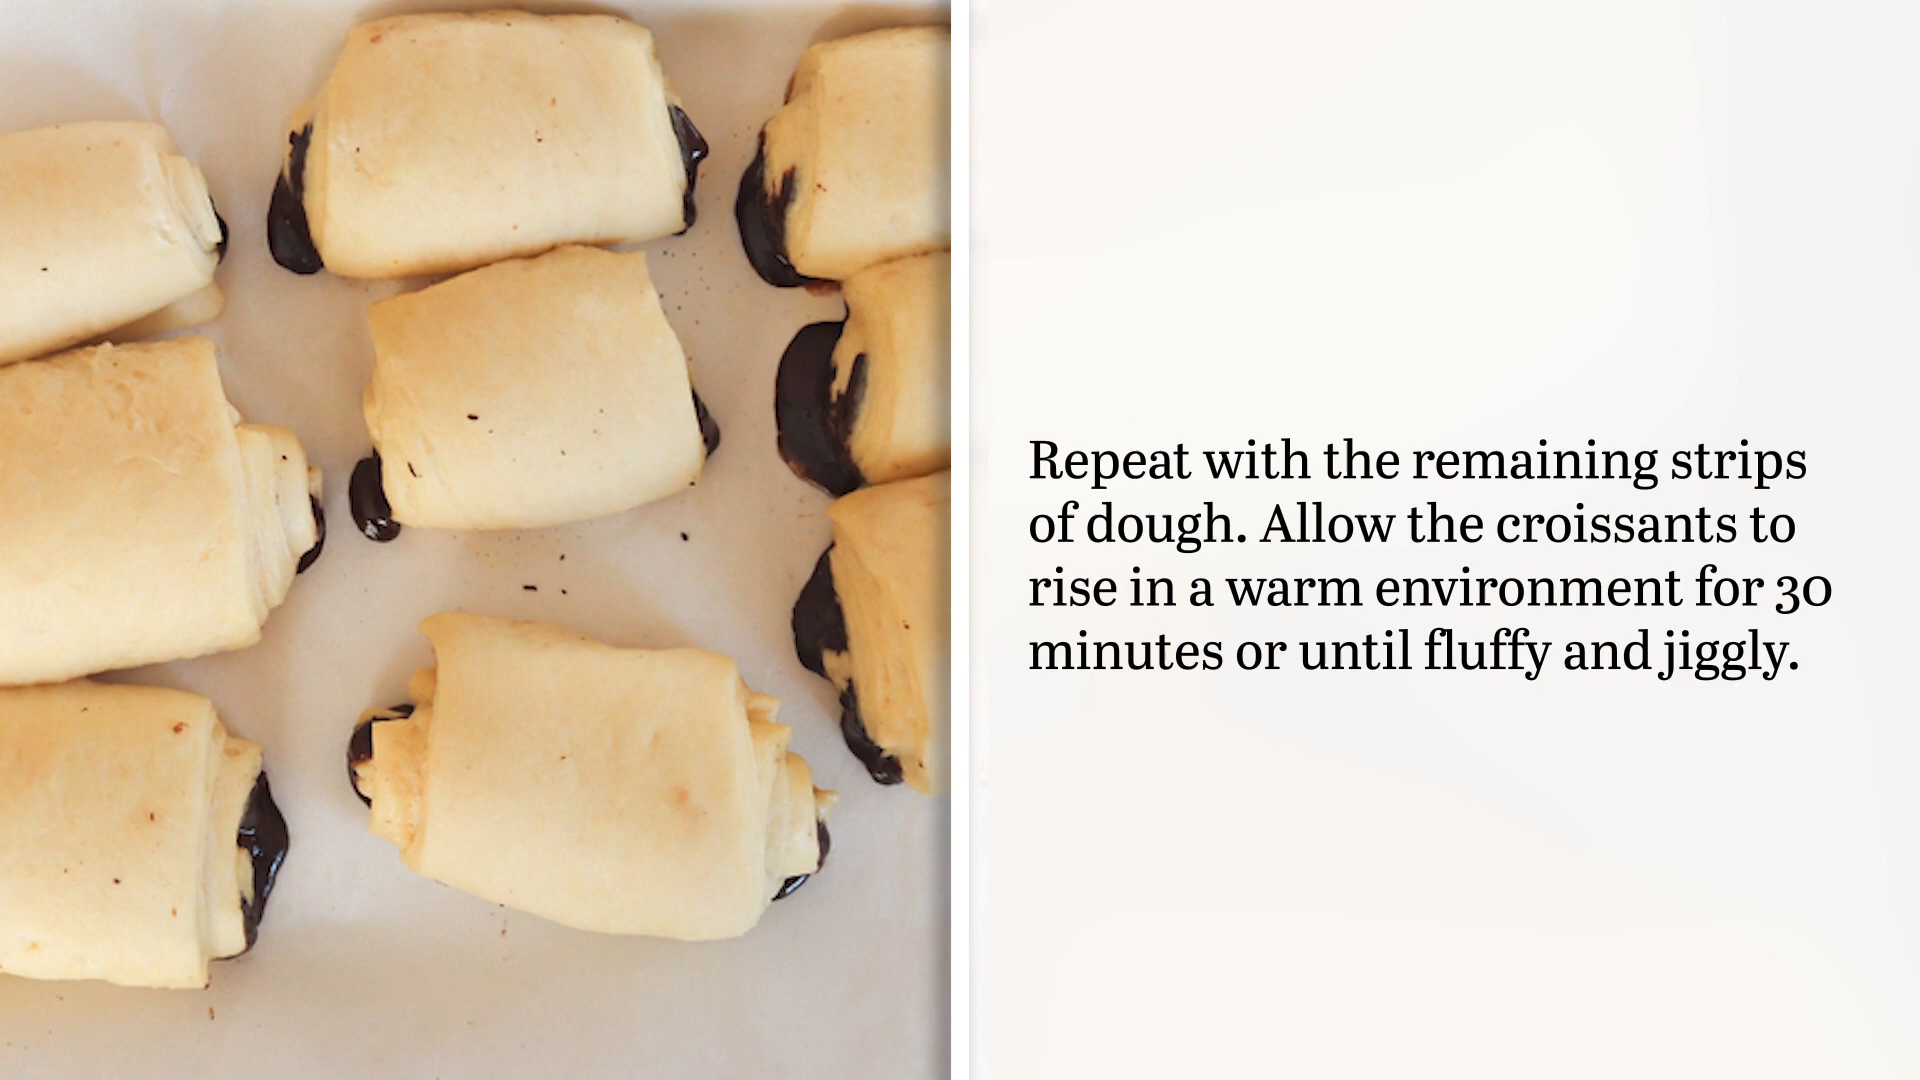 Repeat with the remaining strips
of dough. Allow the croissants to
rise in a warm environment for 30
minutes or until fluffy and jiggly.